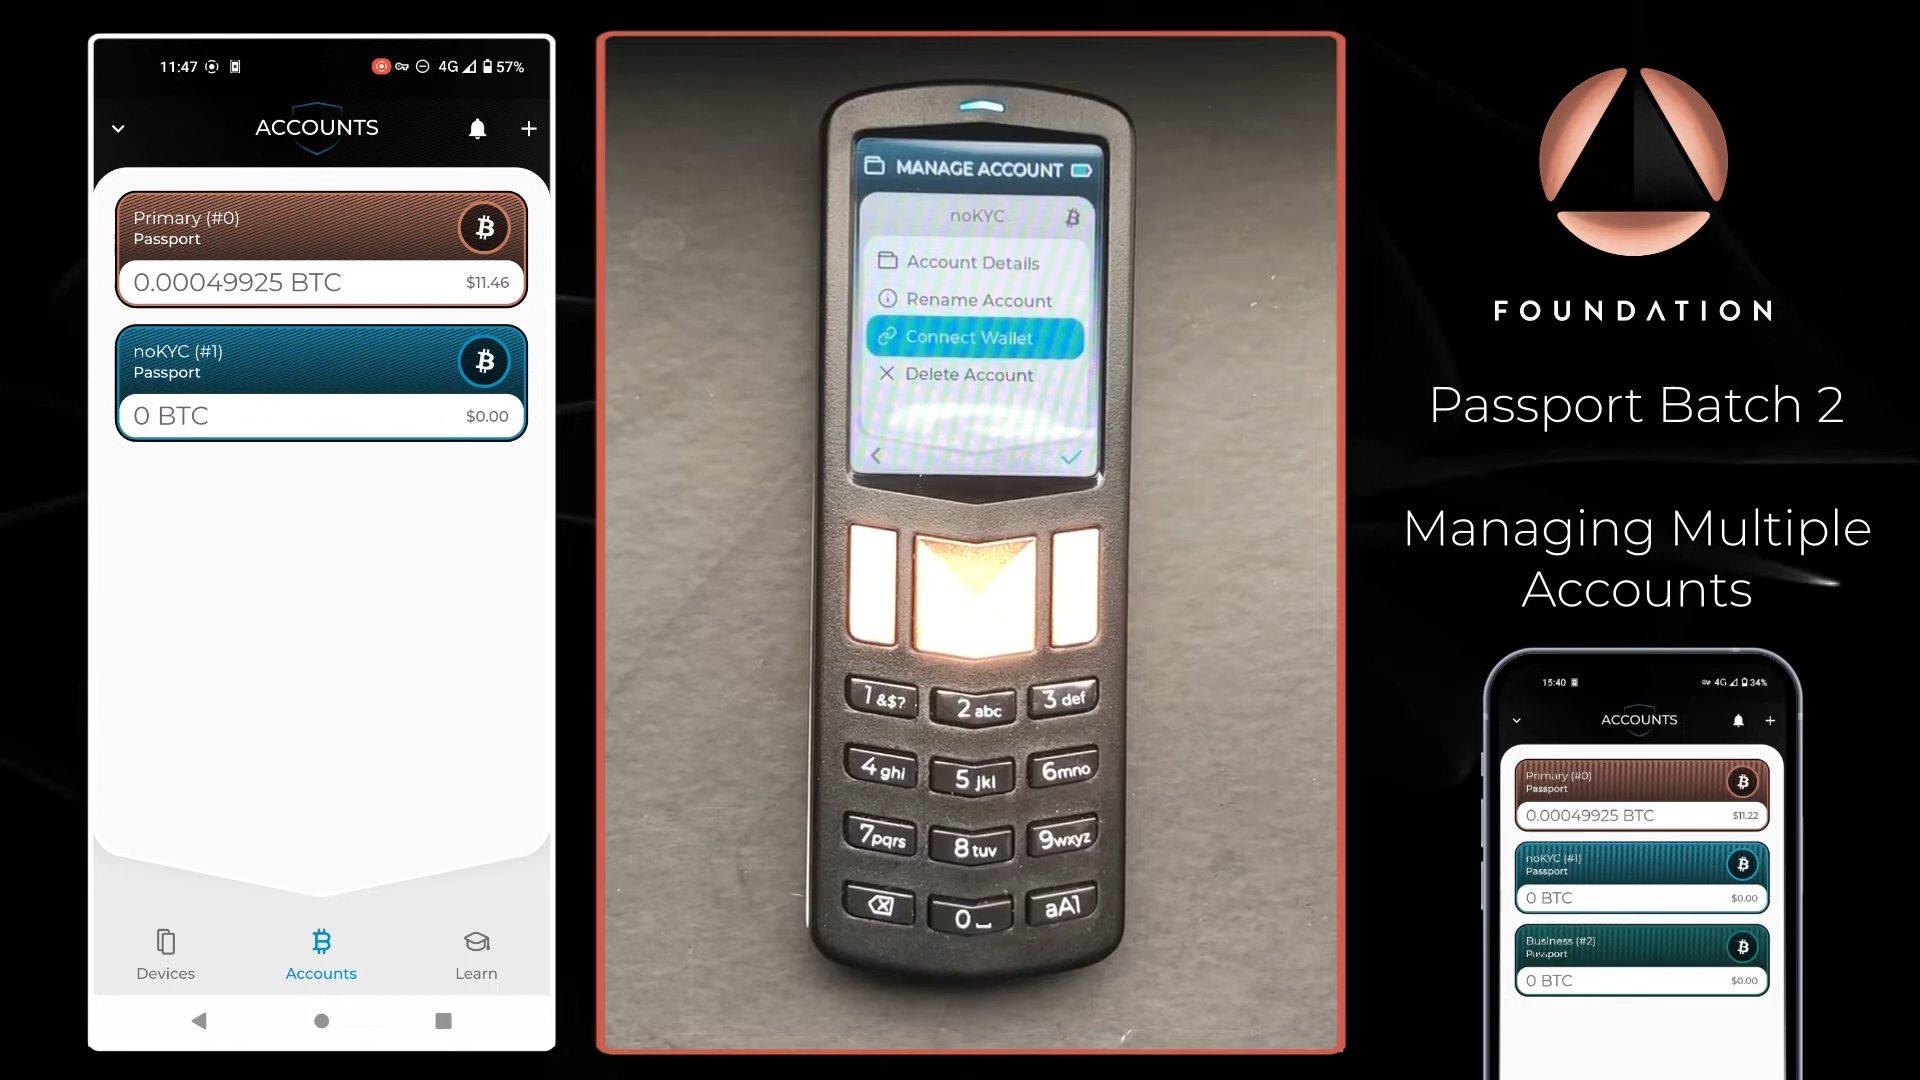 11:47
4G 57%
ACCOUNTS
Primary (#0)
Passport
0.00049925 BTC
$11.46
noKYC (#1)
Passport
0 BTC
$0.00
Devices
Accounts
Learn
MANAGE ACCOUNT
noKYC
Account Details
Rename Account
Connect Wallet
Delete Account
1 &$?
2 abc
3 def
4 ghi
5 jkl
6 mno
7 pqrs
8 tuv
9 wxyz
0
aA1
FOUNDATION
Passport Batch 2
Managing Multiple
Accounts
15:40
4G 34%
ACCOUNTS
Primary (#0)
Passport
0.00049925 BTC
$11.22
noKYC (#1)
Passport
0 BTC
$0.00
Business (#2)
Passport
0 BTC
$0.00